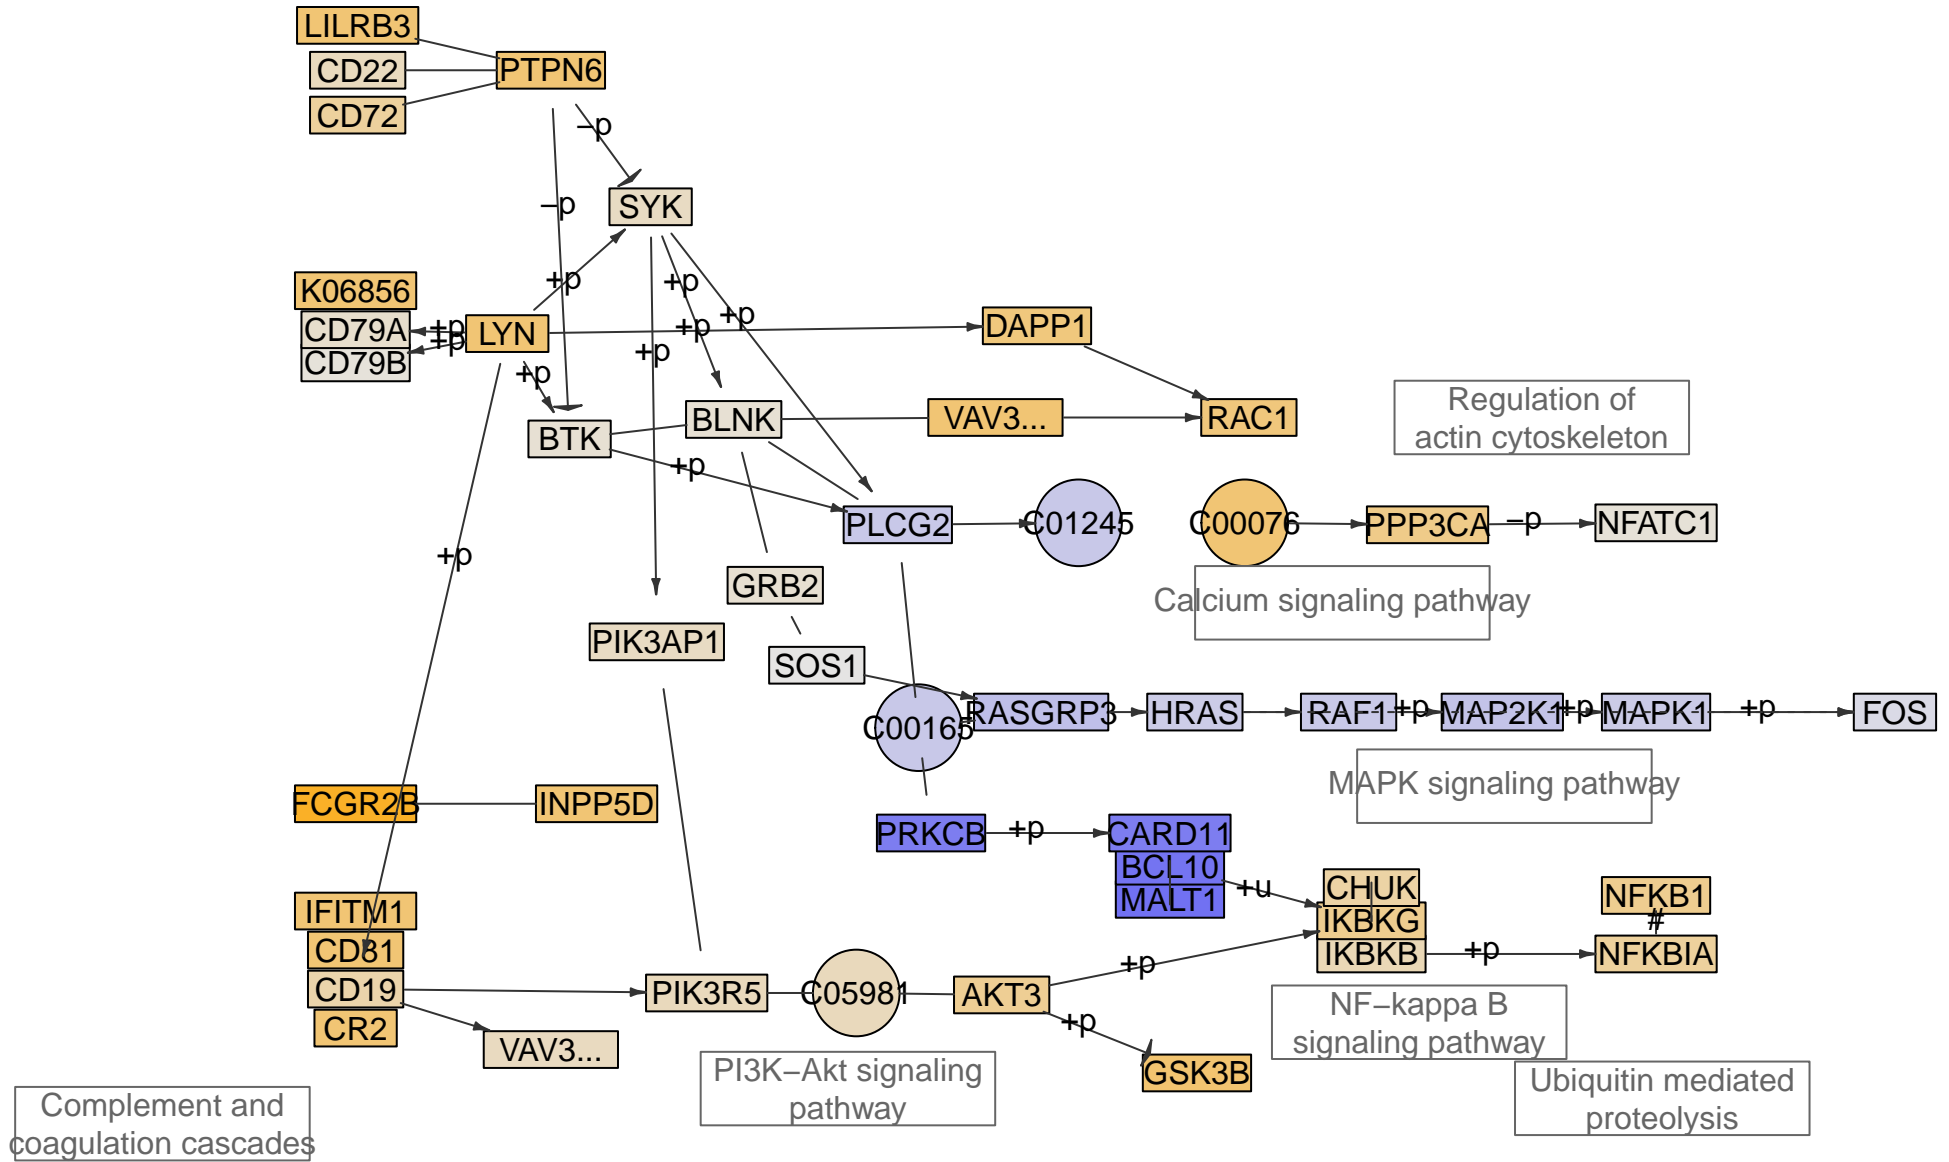 LILRB3
CD22
PTPN6
CD72
–p
–p
SYK
+p
+p
+p
K06856
CD79A
+p
+p
LYN
CD79B
+p
DAPP1
+p
+p
BTK
BLNK
VAV3...
RAC1
Regulation of
actin cytoskeleton
+p
PLCG2
C01245
C00076
PPP3CA
–p
NFATC1
+p
GRB2
Calcium signaling pathway
PIK3AP1
SOS1
C00165
RASGRP3
HRAS
RAF1
+p
MAP2K1
+p
MAPK1
+p
FOS
MAPK signaling pathway
FCGR2B
INPP5D
PRKCB
+p
CARD11
BCL10
MALT1
+u
CHUK
IKBKG
IKBKB
NFKB1
#
NFKBIA
+p
IFITM1
CD81
CD19
CR2
PIK3R5
C05981
AKT3
+p
+p
VAV3...
GSK3B
NF–kappa B
signaling pathway
PI3K–Akt signaling
pathway
Ubiquitin mediated
proteolysis
Complement and
coagulation cascades